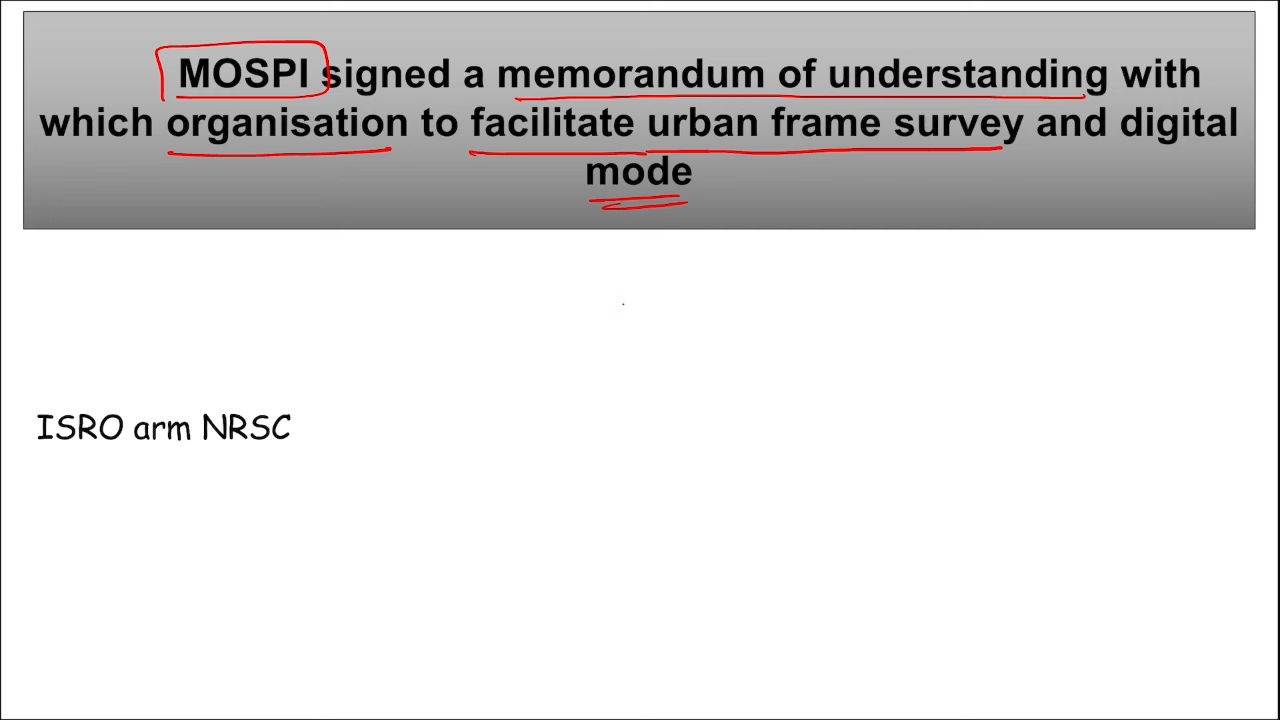 MOSPI signed a memorandum of understanding with
which organisation to facilitate urban frame survey and digital
mode
ISRO arm NRSC